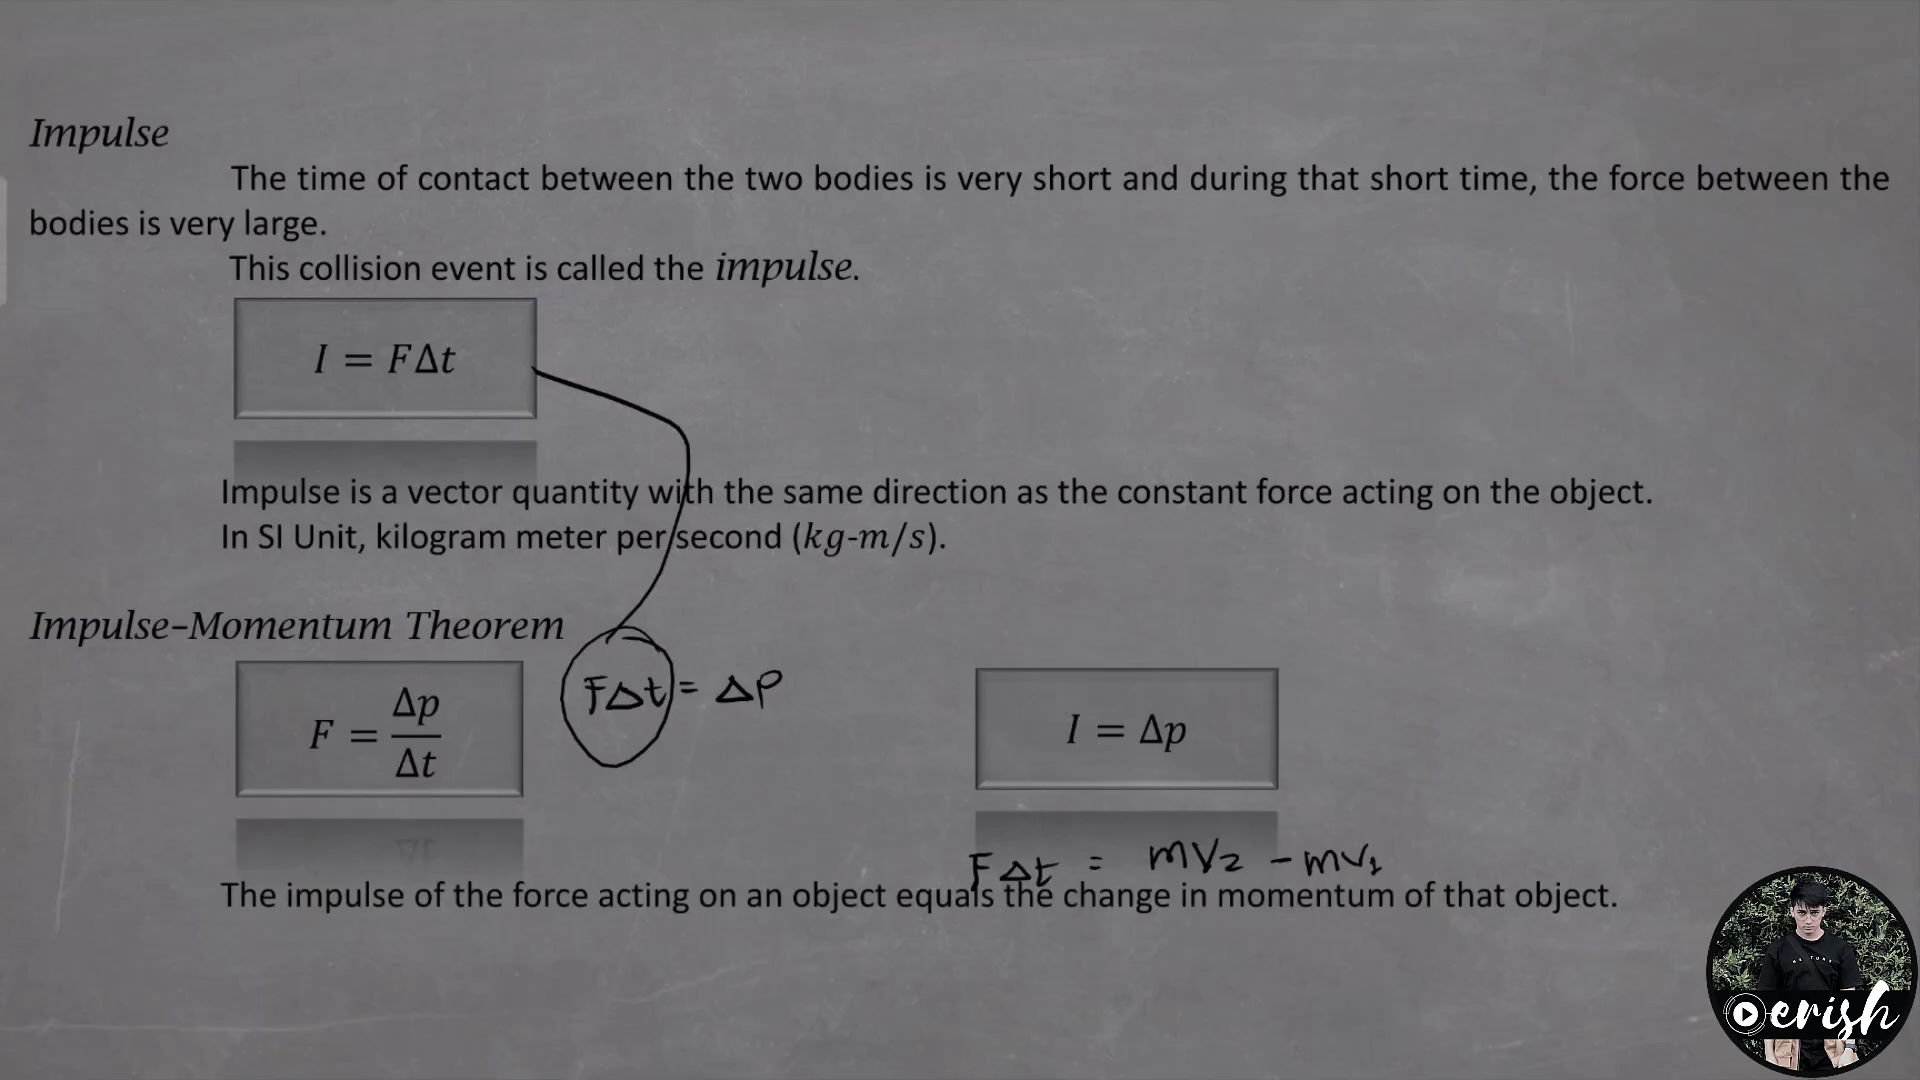 Impulse
The time of contact between the two bodies is very short and during that short time, the force between the
bodies is very large.
This collision event is called the impulse.
I = FΔt
Impulse is a vector quantity with the same direction as the constant force acting on the object.
In SI Unit, kilogram meter per second (kg-m/s).
Impulse–Momentum Theorem
F = Δp/Δt
FΔt = ΔP
I = Δp
FΔt = mV2 - mV1
The impulse of the force acting on an object equals the change in momentum of that object.
erish